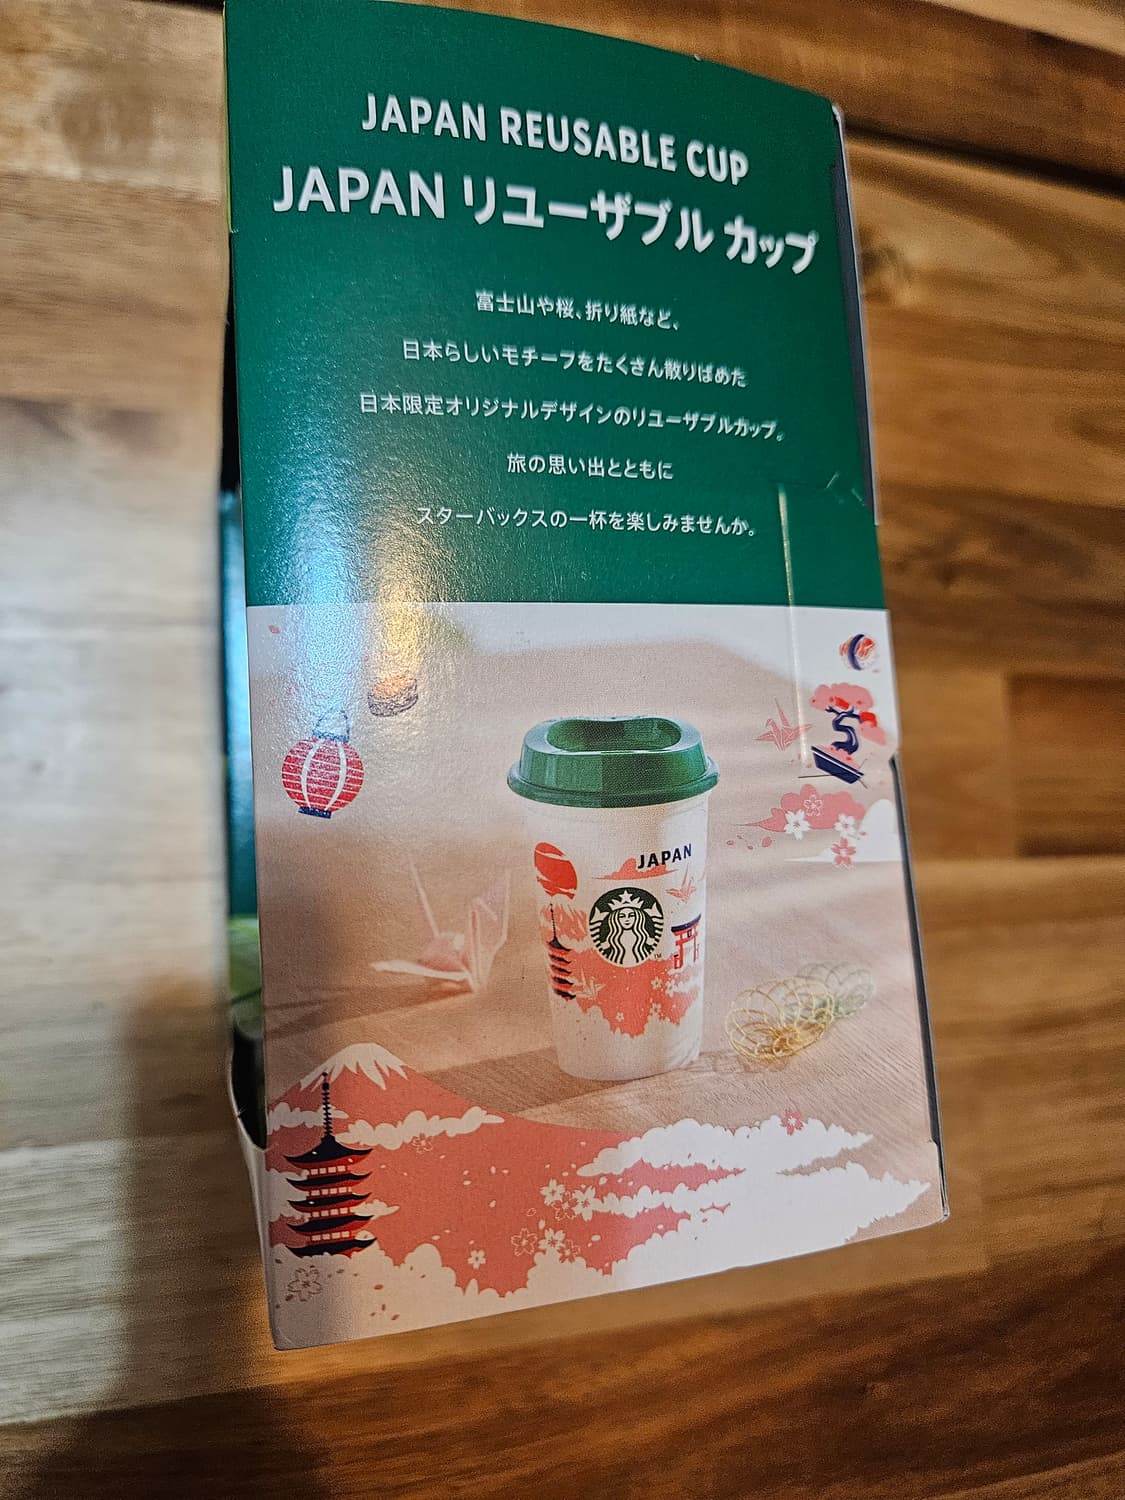 JAPAN REUSABLE CUP
JAPAN リユーザブル カップ
富士山や桜、折り紙など、
日本らしいモチーフをたくさん散りばめた
日本限定オリジナルデザインのリユーザブルカップ。
旅の思い出とともに
スターバックスの一杯を楽しみませんか。
JAPAN
TM